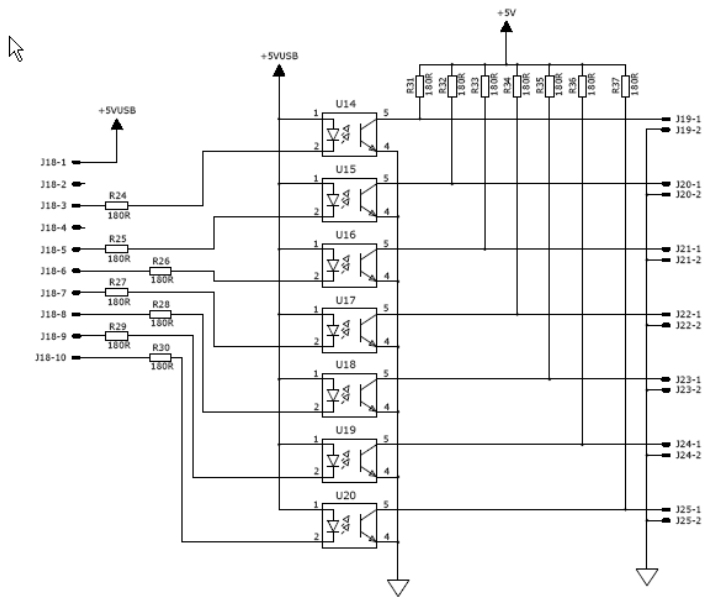 +5V
R31 180R
R32 180R
R33 180R
R34 180R
R35 180R
R36 180R
R37 180R
+5VUSB
+5VUSB
U14
1 5
2 4
J19-1
J19-2
J18-1
J18-2
J18-3
R24
180R
U15
1 5
2 4
J20-1
J20-2
J18-4
J18-5
R25
180R
U16
1 5
2 4
J21-1
J21-2
J18-6
R26
180R
J18-7
R27
180R
U17
1 5
2 4
J22-1
J22-2
J18-8
R28
180R
J18-9
R29
180R
J18-10
R30
180R
U18
1 5
2 4
J23-1
J23-2
U19
1 5
2 4
J24-1
J24-2
U20
1 5
2 4
J25-1
J25-2